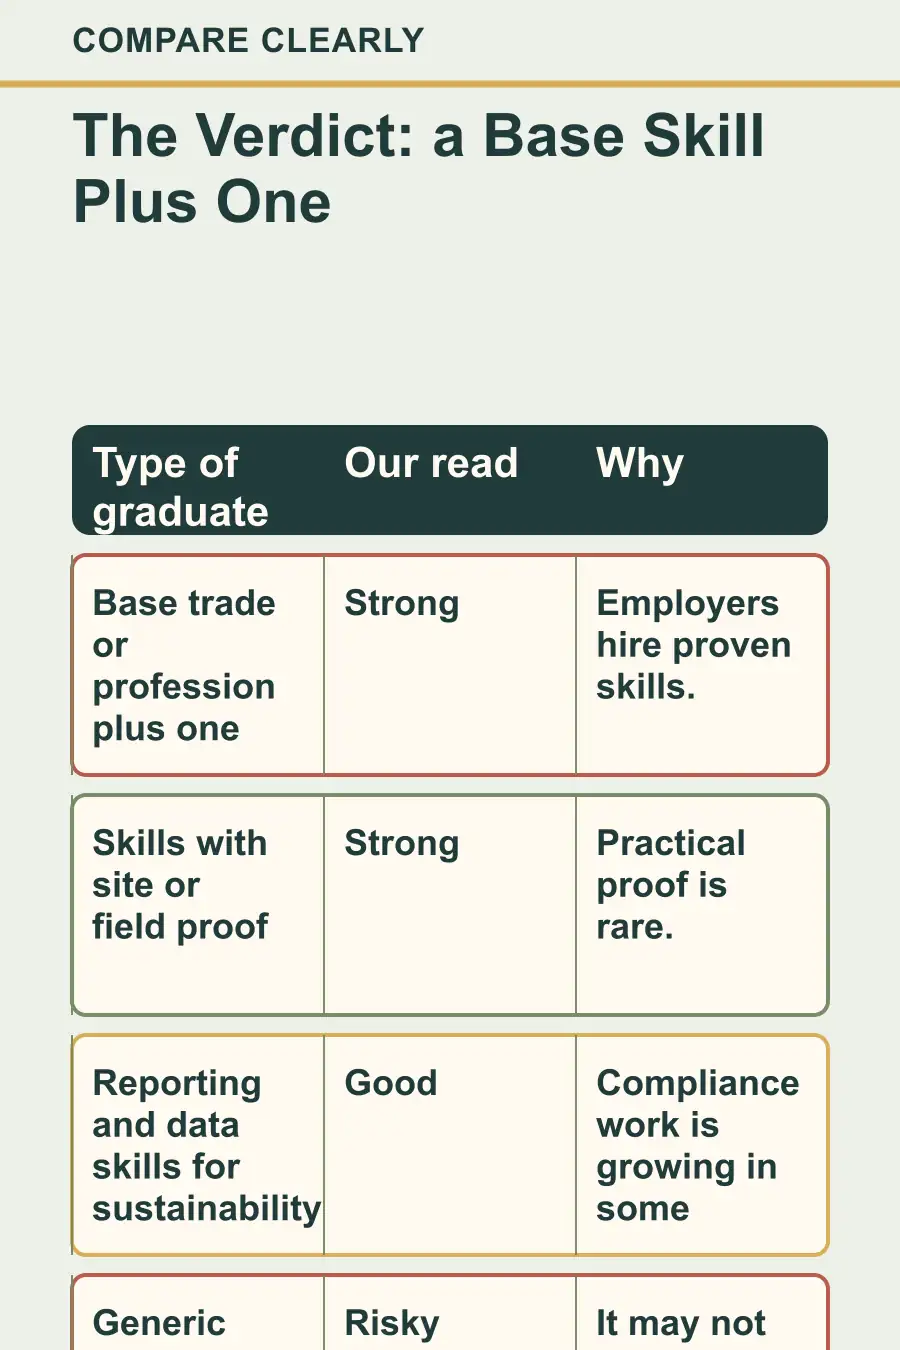 COMPARE CLEARLY
The Verdict: a Base Skill
Plus One
Type of
graduate
Our read
Why
Base trade
or
profession
plus one
Strong
Employers
hire proven
skills.
Skills with
site or
field proof
Strong
Practical
proof is
rare.
Reporting
and data
skills for
sustainability
Good
Compliance
work is
growing in
some
Generic
Risky
It may not